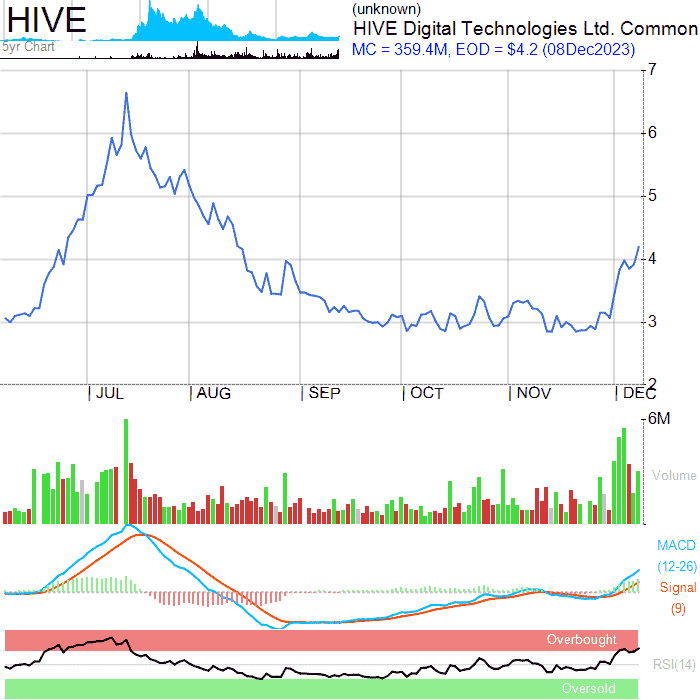 HIVE
5yr Chart
(unknown)
HIVE Digital Technologies Ltd. Common
MC = 359.4M, EOD = $4.2 (08Dec2023)
7
6
5
4
3
2
JUL AUG SEP OCT NOV DEC
6M
Volume
MACD
(12-26)
Signal
(9)
Overbought
RSI(14)
Oversold